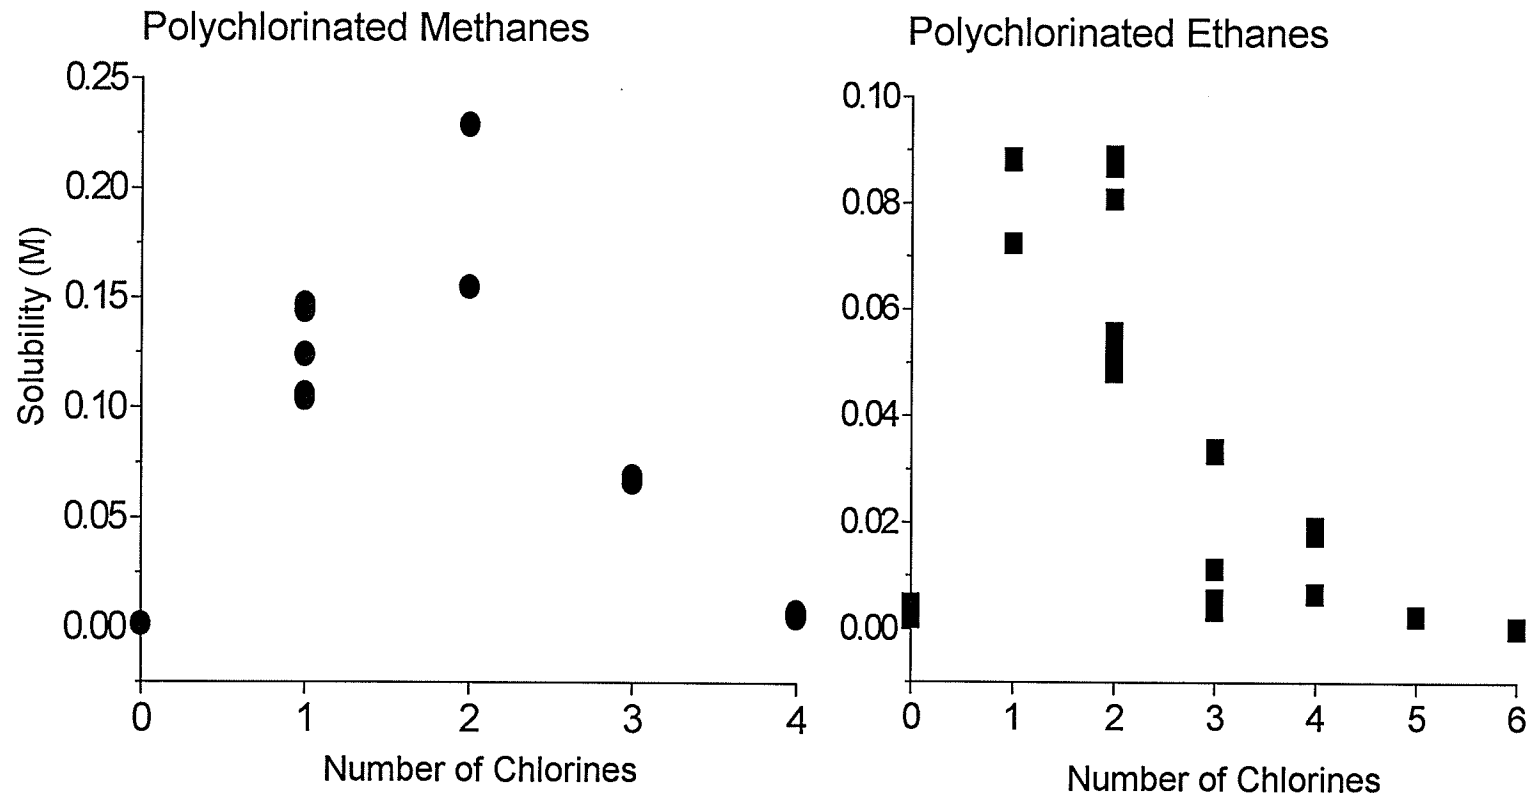 Polychlorinated Methanes
0.25
0.20
0.15
0.10
0.05
0.00
Solubility (M)
0 1 2 3 4
Number of Chlorines
Polychlorinated Ethanes
0.10
0.08
0.06
0.04
0.02
0.00
0 1 2 3 4 5 6
Number of Chlorines